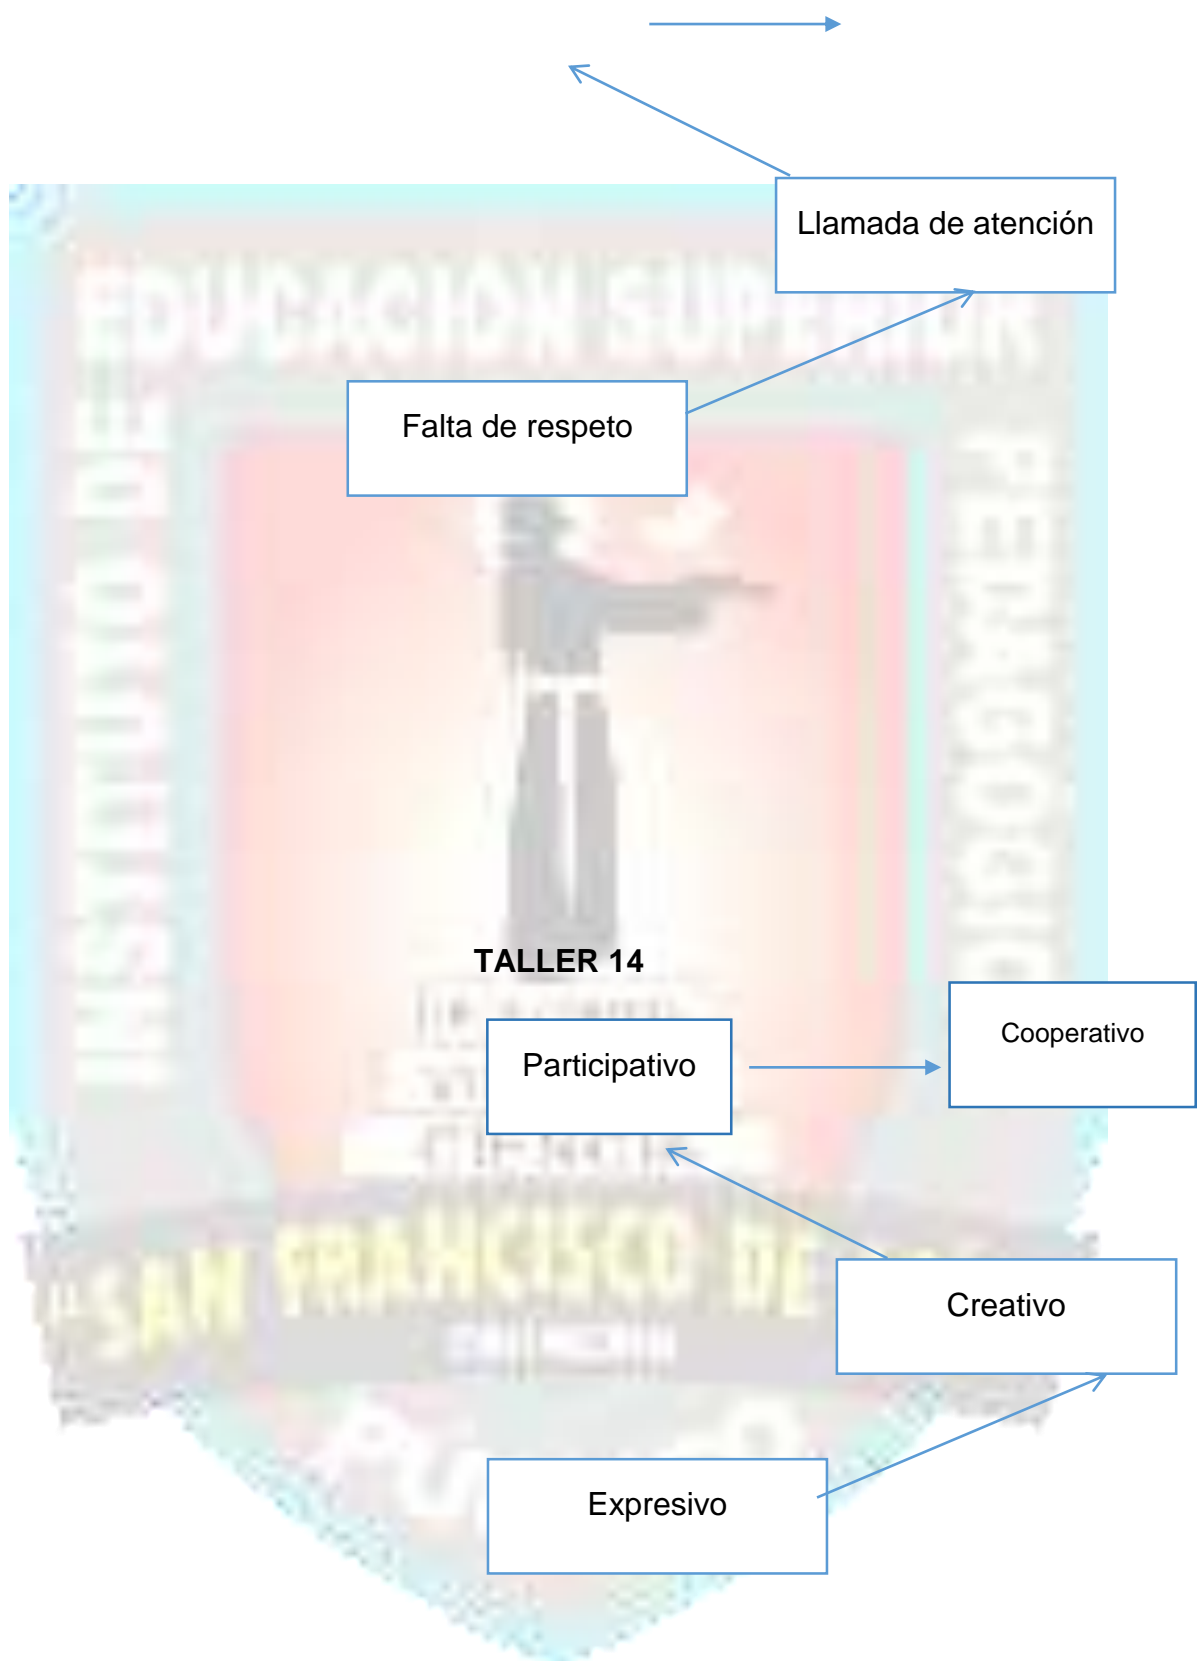 Llamada de atención
EDUCACION SUPERIOR
Falta de respeto
INSTITUTO DE
PEDAGOGICO
TALLER 14
Cooperativo
Participativo
"SAN FRANCISCO DE
Creativo
Expresivo